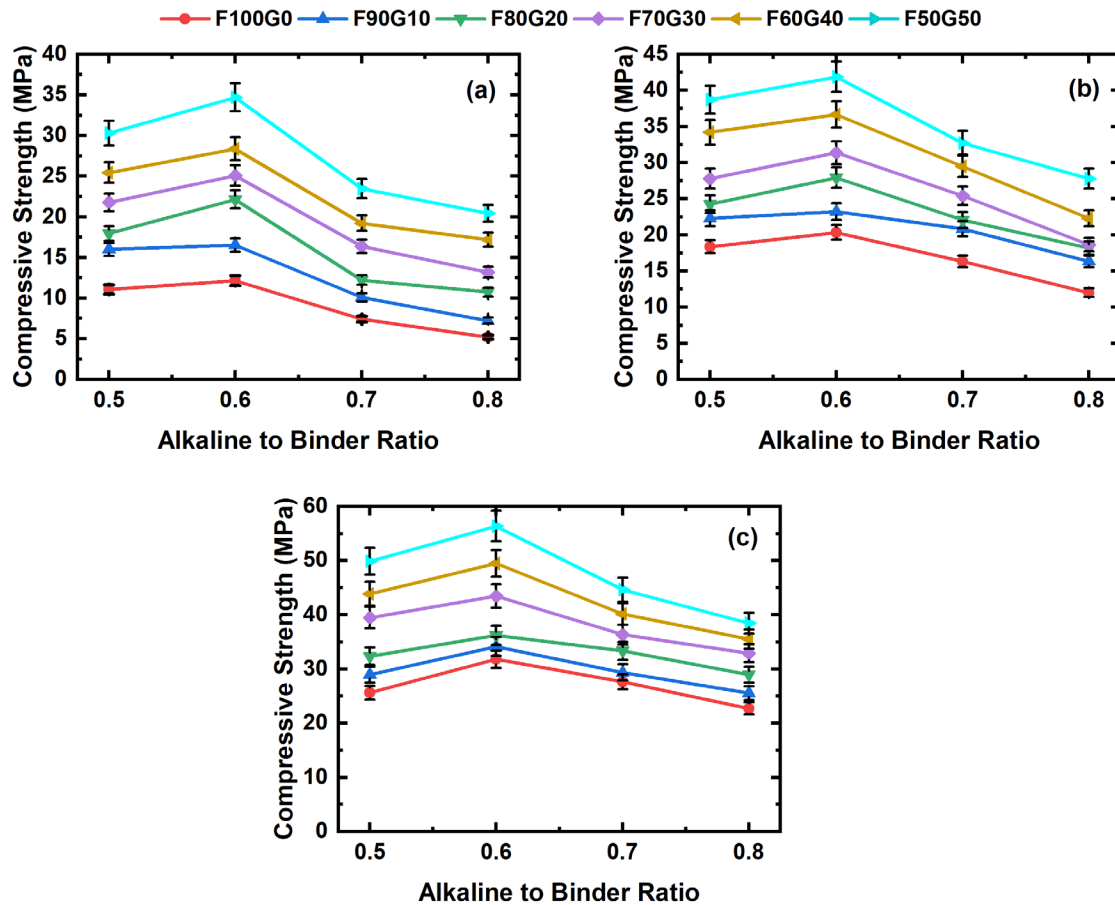 F100G0 F90G10 F80G20 F70G30 F60G40 F50G50
(a)
Compressive Strength (MPa)
40
35
30
25
20
15
10
5
0
0.5 0.6 0.7 0.8
Alkaline to Binder Ratio
(b)
Compressive Strength (MPa)
45
40
35
30
25
20
15
10
5
0
0.5 0.6 0.7 0.8
Alkaline to Binder Ratio
(c)
Compressive Strength (MPa)
60
50
40
30
20
10
0
0.5 0.6 0.7 0.8
Alkaline to Binder Ratio